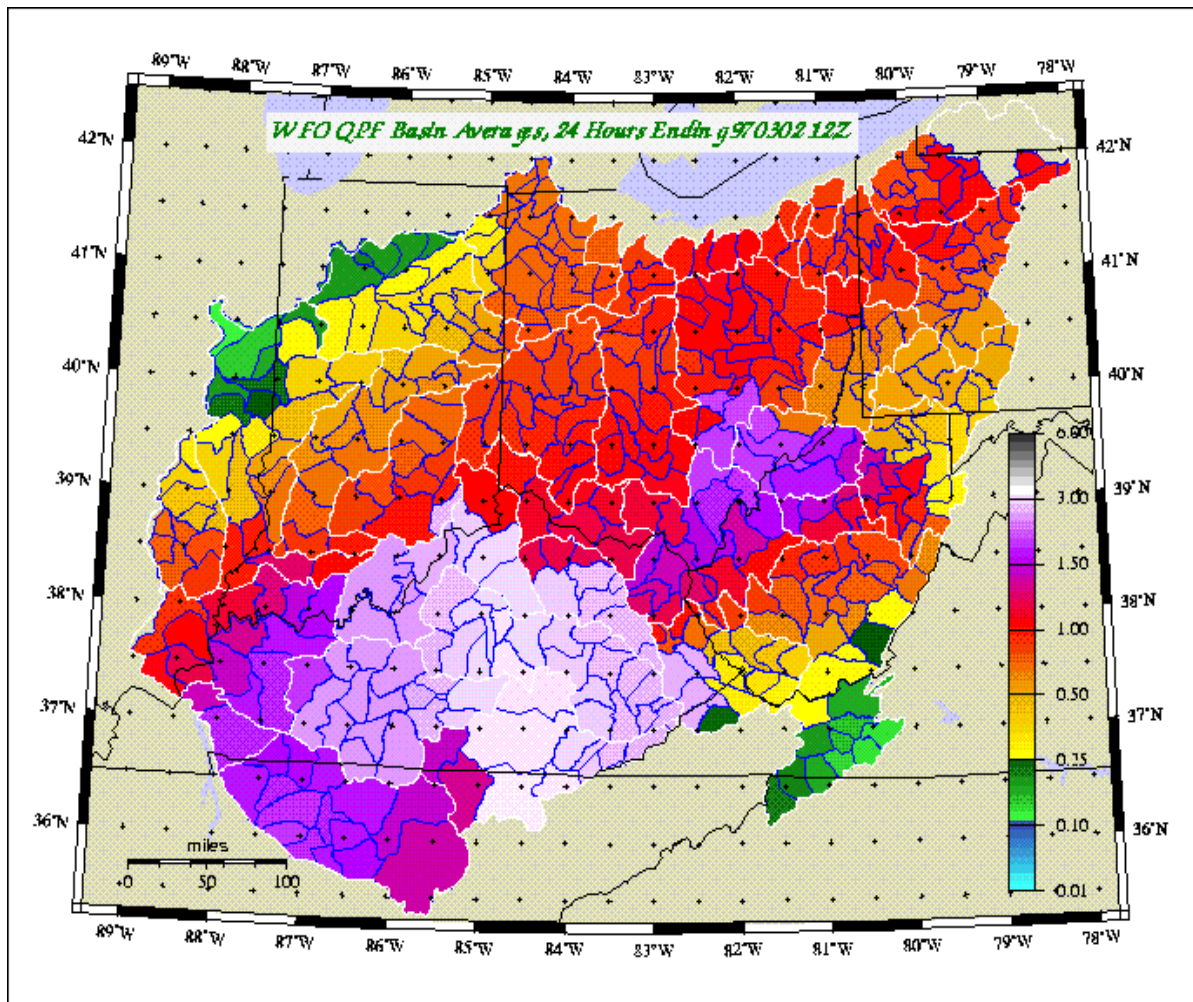 89°W 88°W 87°W 86°W 85°W 84°W 83°W 82°W 81°W 80°W 79°W 78°W
WFO QPF Basin Averages, 24 Hours Ending970302 12Z
42°N 42°N
41°N 41°N
40°N 40°N
39°N 39°N
38°N 38°N
37°N 37°N
36°N 36°N
6.00
3.00
1.50
1.00
0.50
0.15
0.10
0.01
miles
0 50 100
89°W 88°W 87°W 86°W 85°W 84°W 83°W 82°W 81°W 80°W 79°W 78°W